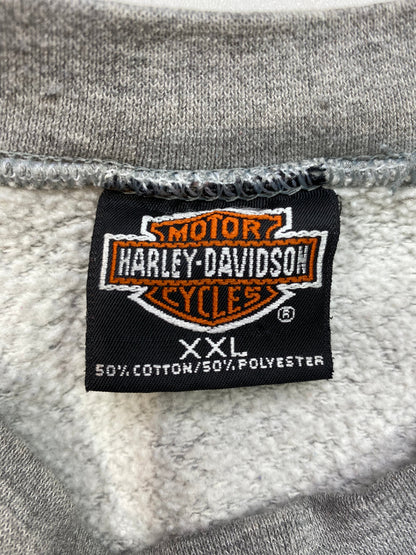 MOTOR
HARLEY-DAVIDSON
CYCLES
®
XXL
50% COTTON/50% POLYESTER